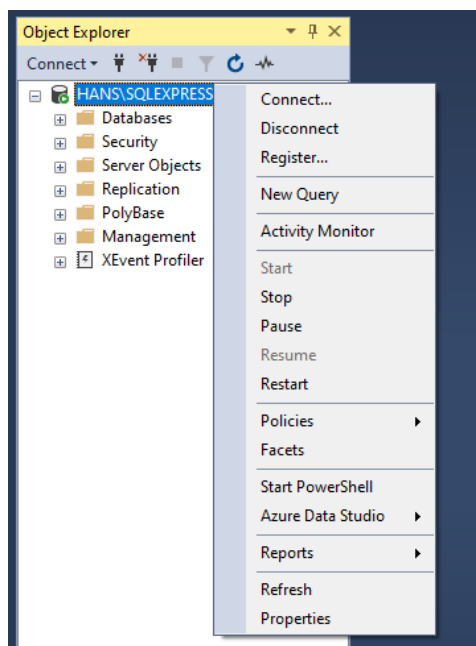 Object Explorer
Connect
HANS\SQLEXPRESS
Databases
Security
Server Objects
Replication
PolyBase
Management
XEvent Profiler
Connect...
Disconnect
Register...
New Query
Activity Monitor
Start
Stop
Pause
Resume
Restart
Policies
Facets
Start PowerShell
Azure Data Studio
Reports
Refresh
Properties